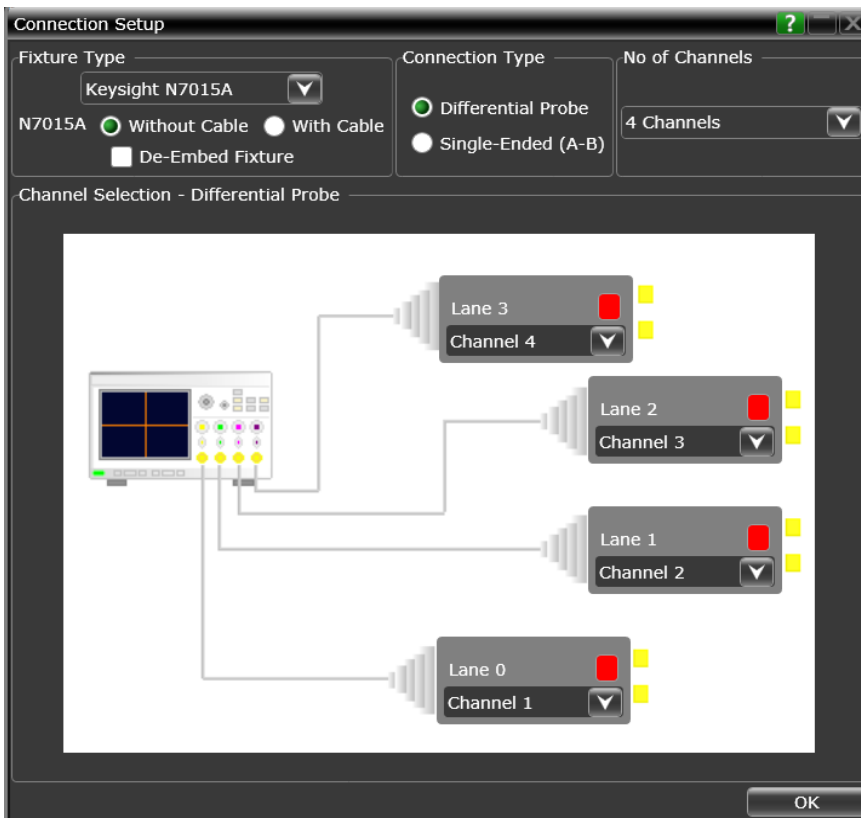 Connection Setup
?
Fixture Type
Keysight N7015A
N7015A Without Cable With Cable
De-Embed Fixture
Connection Type
Differential Probe
Single-Ended (A-B)
No of Channels
4 Channels
Channel Selection - Differential Probe
Lane 3
Channel 4
Lane 2
Channel 3
Lane 1
Channel 2
Lane 0
Channel 1
OK